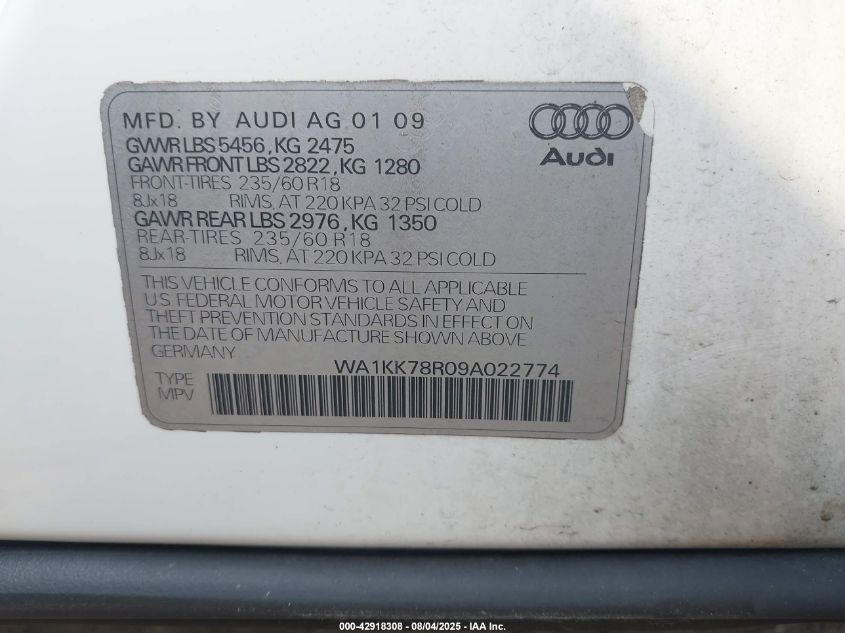 MFD. BY AUDI AG 01 09
GVWR LBS 5456, KG 2475
GAWR FRONT LBS 2822, KG 1280
FRONT-TIRES 235/60 R18
8Jx18 RIMS, AT 220 KPA 32 PSI COLD
GAWR REAR LBS 2976, KG 1350
REAR-TIRES 235/60 R18
8Jx18 RIMS, AT 220 KPA 32 PSI COLD
Audi
THIS VEHICLE CONFORMS TO ALL APPLICABLE
U.S. FEDERAL MOTOR VEHICLE SAFETY AND
THEFT PREVENTION STANDARDS IN EFFECT ON
THE DATE OF MANUFACTURE SHOWN ABOVE
GERMANY
WA1KK78R09A022774
TYPE
MPV
000-42918308 - 08/04/2025 - IAA Inc.